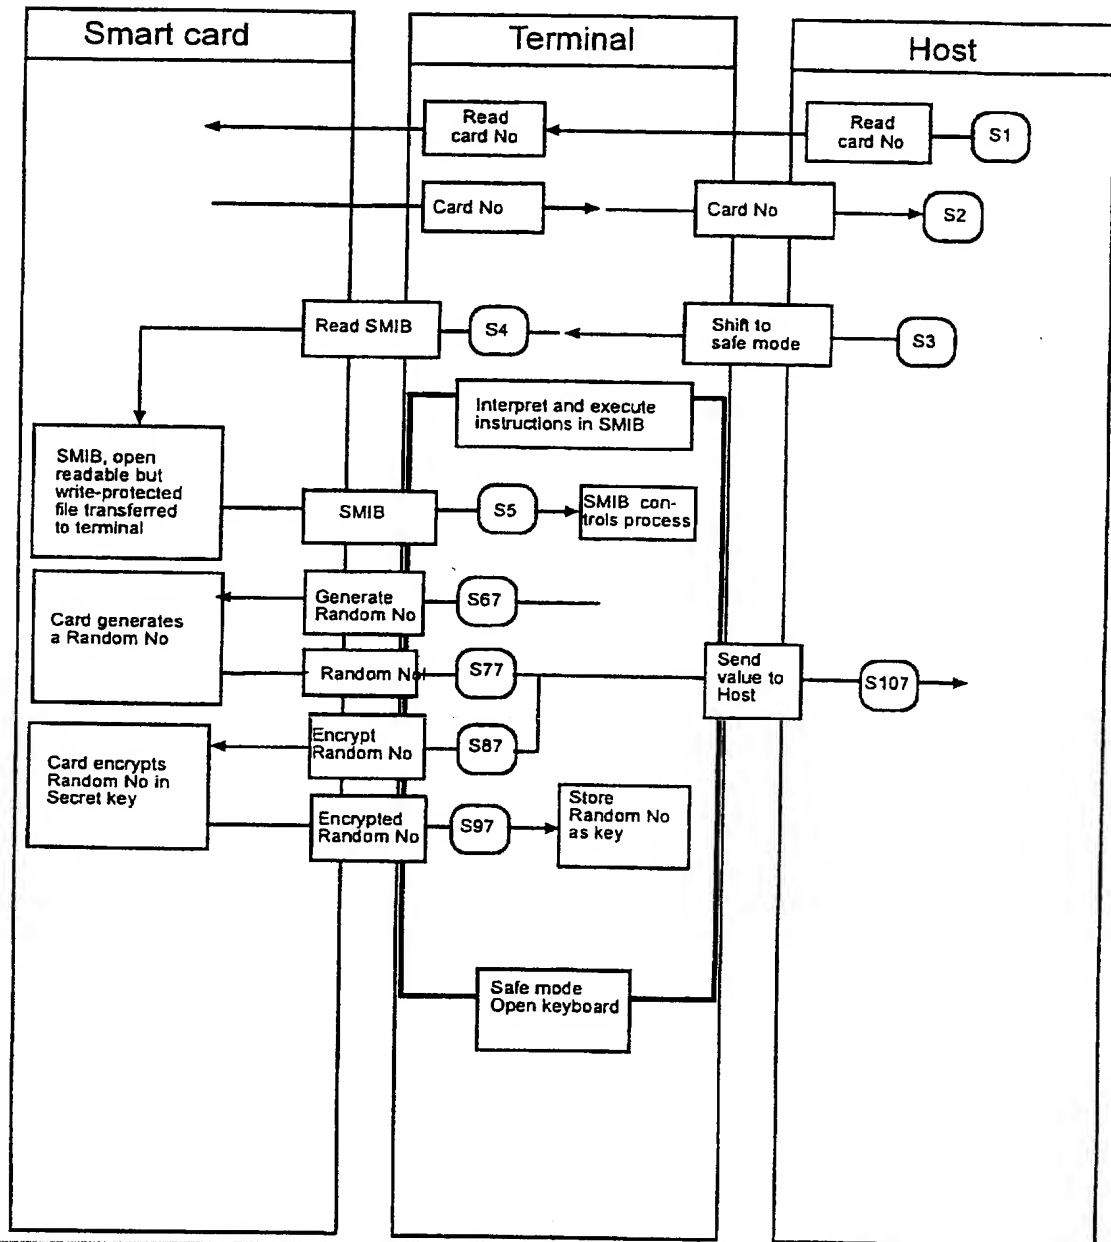 Smart card
Terminal
Host
Read
card No
Read
card No
S1
Card No
Card No
S2
Read SMIB
S4
Shift to
safe mode
S3
Interpret and execute
instructions in SMIB
SMIB, open
readable but
write-protected
file transferred
to terminal
SMIB
S5
SMIB con-
trols process
Card generates
a Random No
Generate
Random No
S67
Random No
S77
Send
value to
Host
S107
Encrypt
Random No
S87
Card encrypts
Random No in
Secret key
Encrypted
Random No
S97
Store
Random No
as key
Safe mode
Open keyboard